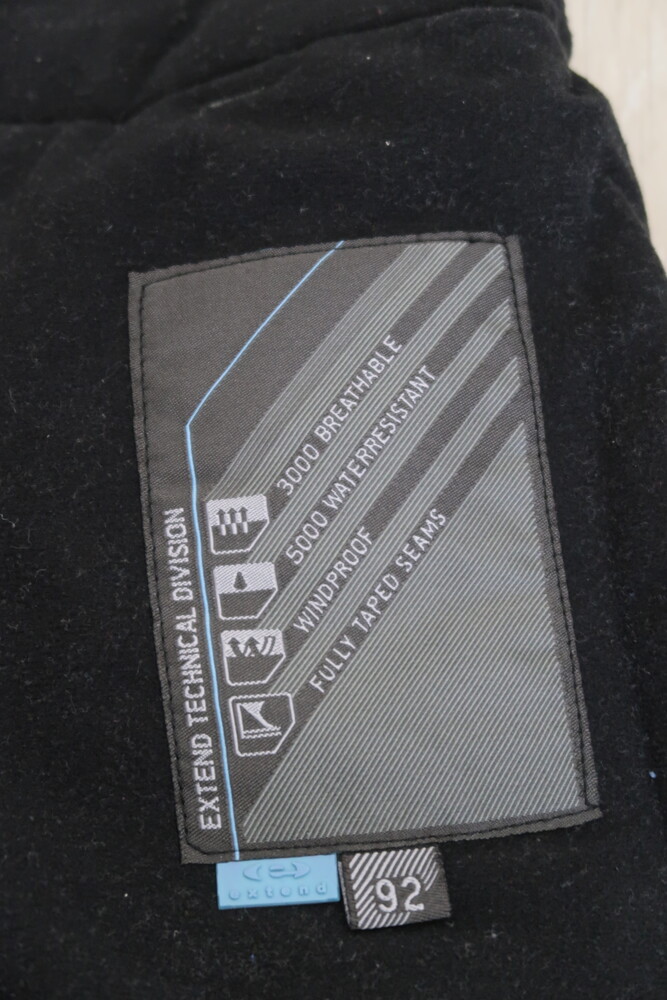 EXTEND TECHNICAL DIVISION
3000 BREATHABLE
5000 WATERRESISTANT
WINDPROOF
FULLY TAPED SEAMS
extend
92